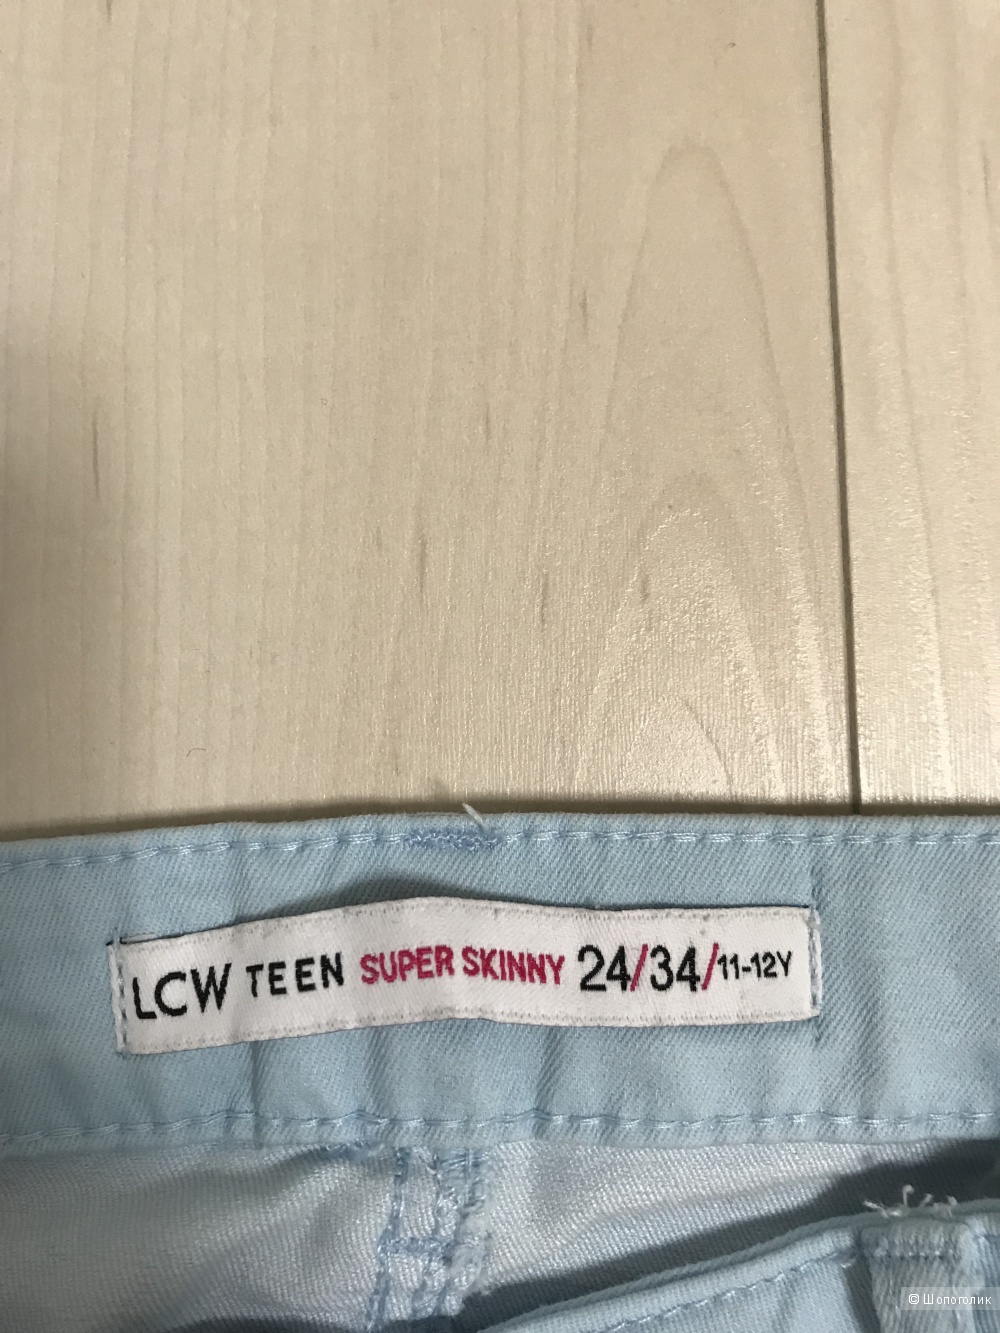 LCW TEEN SUPER SKINNY 24/34/11-12Y
© Шопоголик